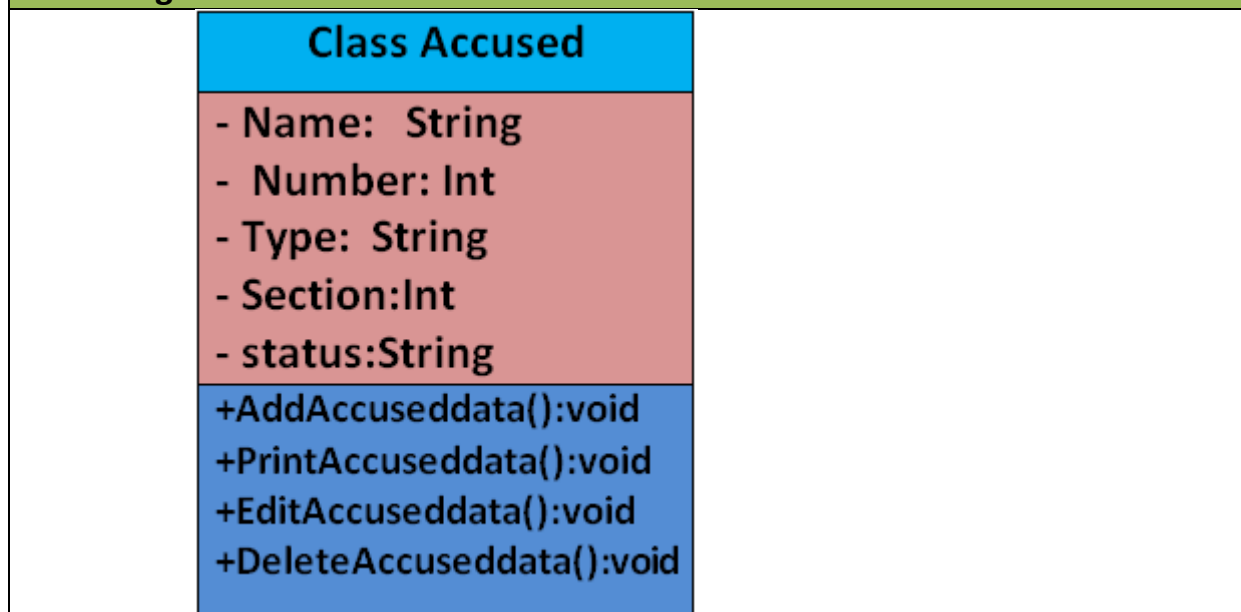 Class Accused
- Name: String
- Number: Int
- Type: String
- Section:Int
- status:String
+AddAccuseddata():void
+PrintAccuseddata():void
+EditAccuseddata():void
+DeleteAccuseddata():void